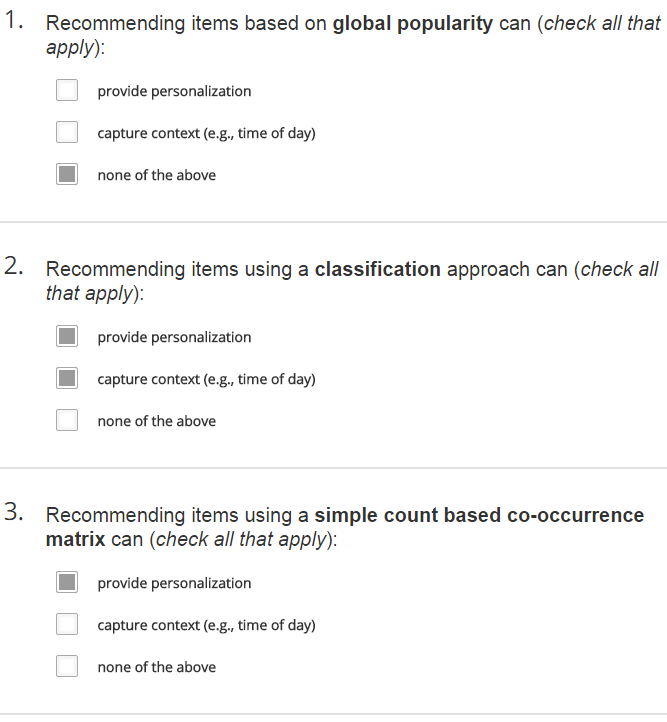 1. Recommending items based on global popularity can (check all that
apply):
provide personalization
capture context (e.g., time of day)
none of the above
2. Recommending items using a classification approach can (check all
that apply):
provide personalization
capture context (e.g., time of day)
none of the above
3. Recommending items using a simple count based co-occurrence
matrix can (check all that apply):
provide personalization
capture context (e.g., time of day)
none of the above